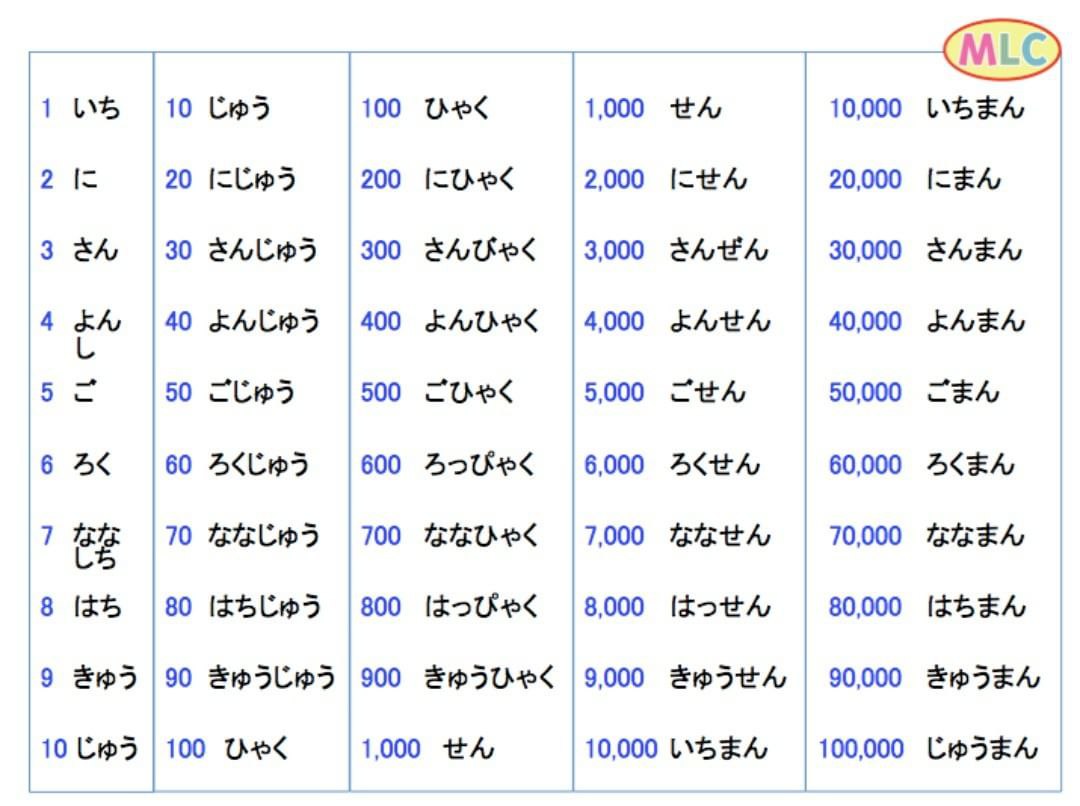 MLC
1 いち 10 じゅう 100 ひゃく 1,000 せん 10,000 いちまん
2 に 20 にじゅう 200 にひゃく 2,000 にせん 20,000 にまん
3 さん 30 さんじゅう 300 さんびゃく 3,000 さんぜん 30,000 さんまん
4 よん 40 よんじゅう 400 よんひゃく 4,000 よんせん 40,000 よんまん
し
5 ご 50 ごじゅう 500 ごひゃく 5,000 ごせん 50,000 ごまん
6 ろく 60 ろくじゅう 600 ろっぴゃく 6,000 ろくせん 60,000 ろくまん
7 なな 70 ななじゅう 700 ななひゃく 7,000 ななせん 70,000 ななまん
しち
8 はち 80 はちじゅう 800 はっぴゃく 8,000 はっせん 80,000 はちまん
9 きゅう 90 きゅうじゅう 900 きゅうひゃく 9,000 きゅうせん 90,000 きゅうまん
10 じゅう 100 ひゃく 1,000 せん 10,000 いちまん 100,000 じゅうまん